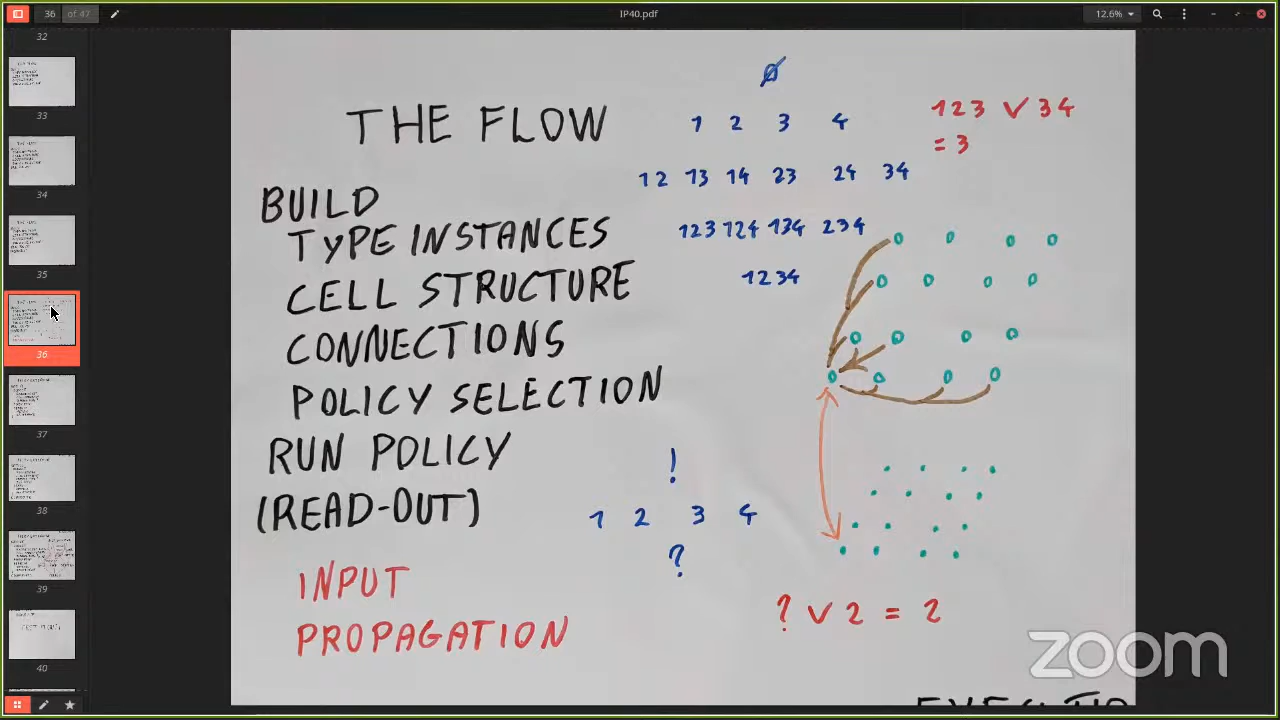 36 of 47
IP40.pdf
12.6%
32
33
34
35
36
37
38
39
40
THE FLOW
BUILD
TYPE INSTANCES
CELL STRUCTURE
CONNECTIONS
POLICY SELECTION
RUN POLICY
(READ-OUT)
INPUT
PROPAGATION
Ø
1 2 3 4
12 13 14 23 24 34
123 124 134 234
1234
123 ∨ 34
= 3
!
1 2 3 4
?
? ∨ 2 = 2
zoom